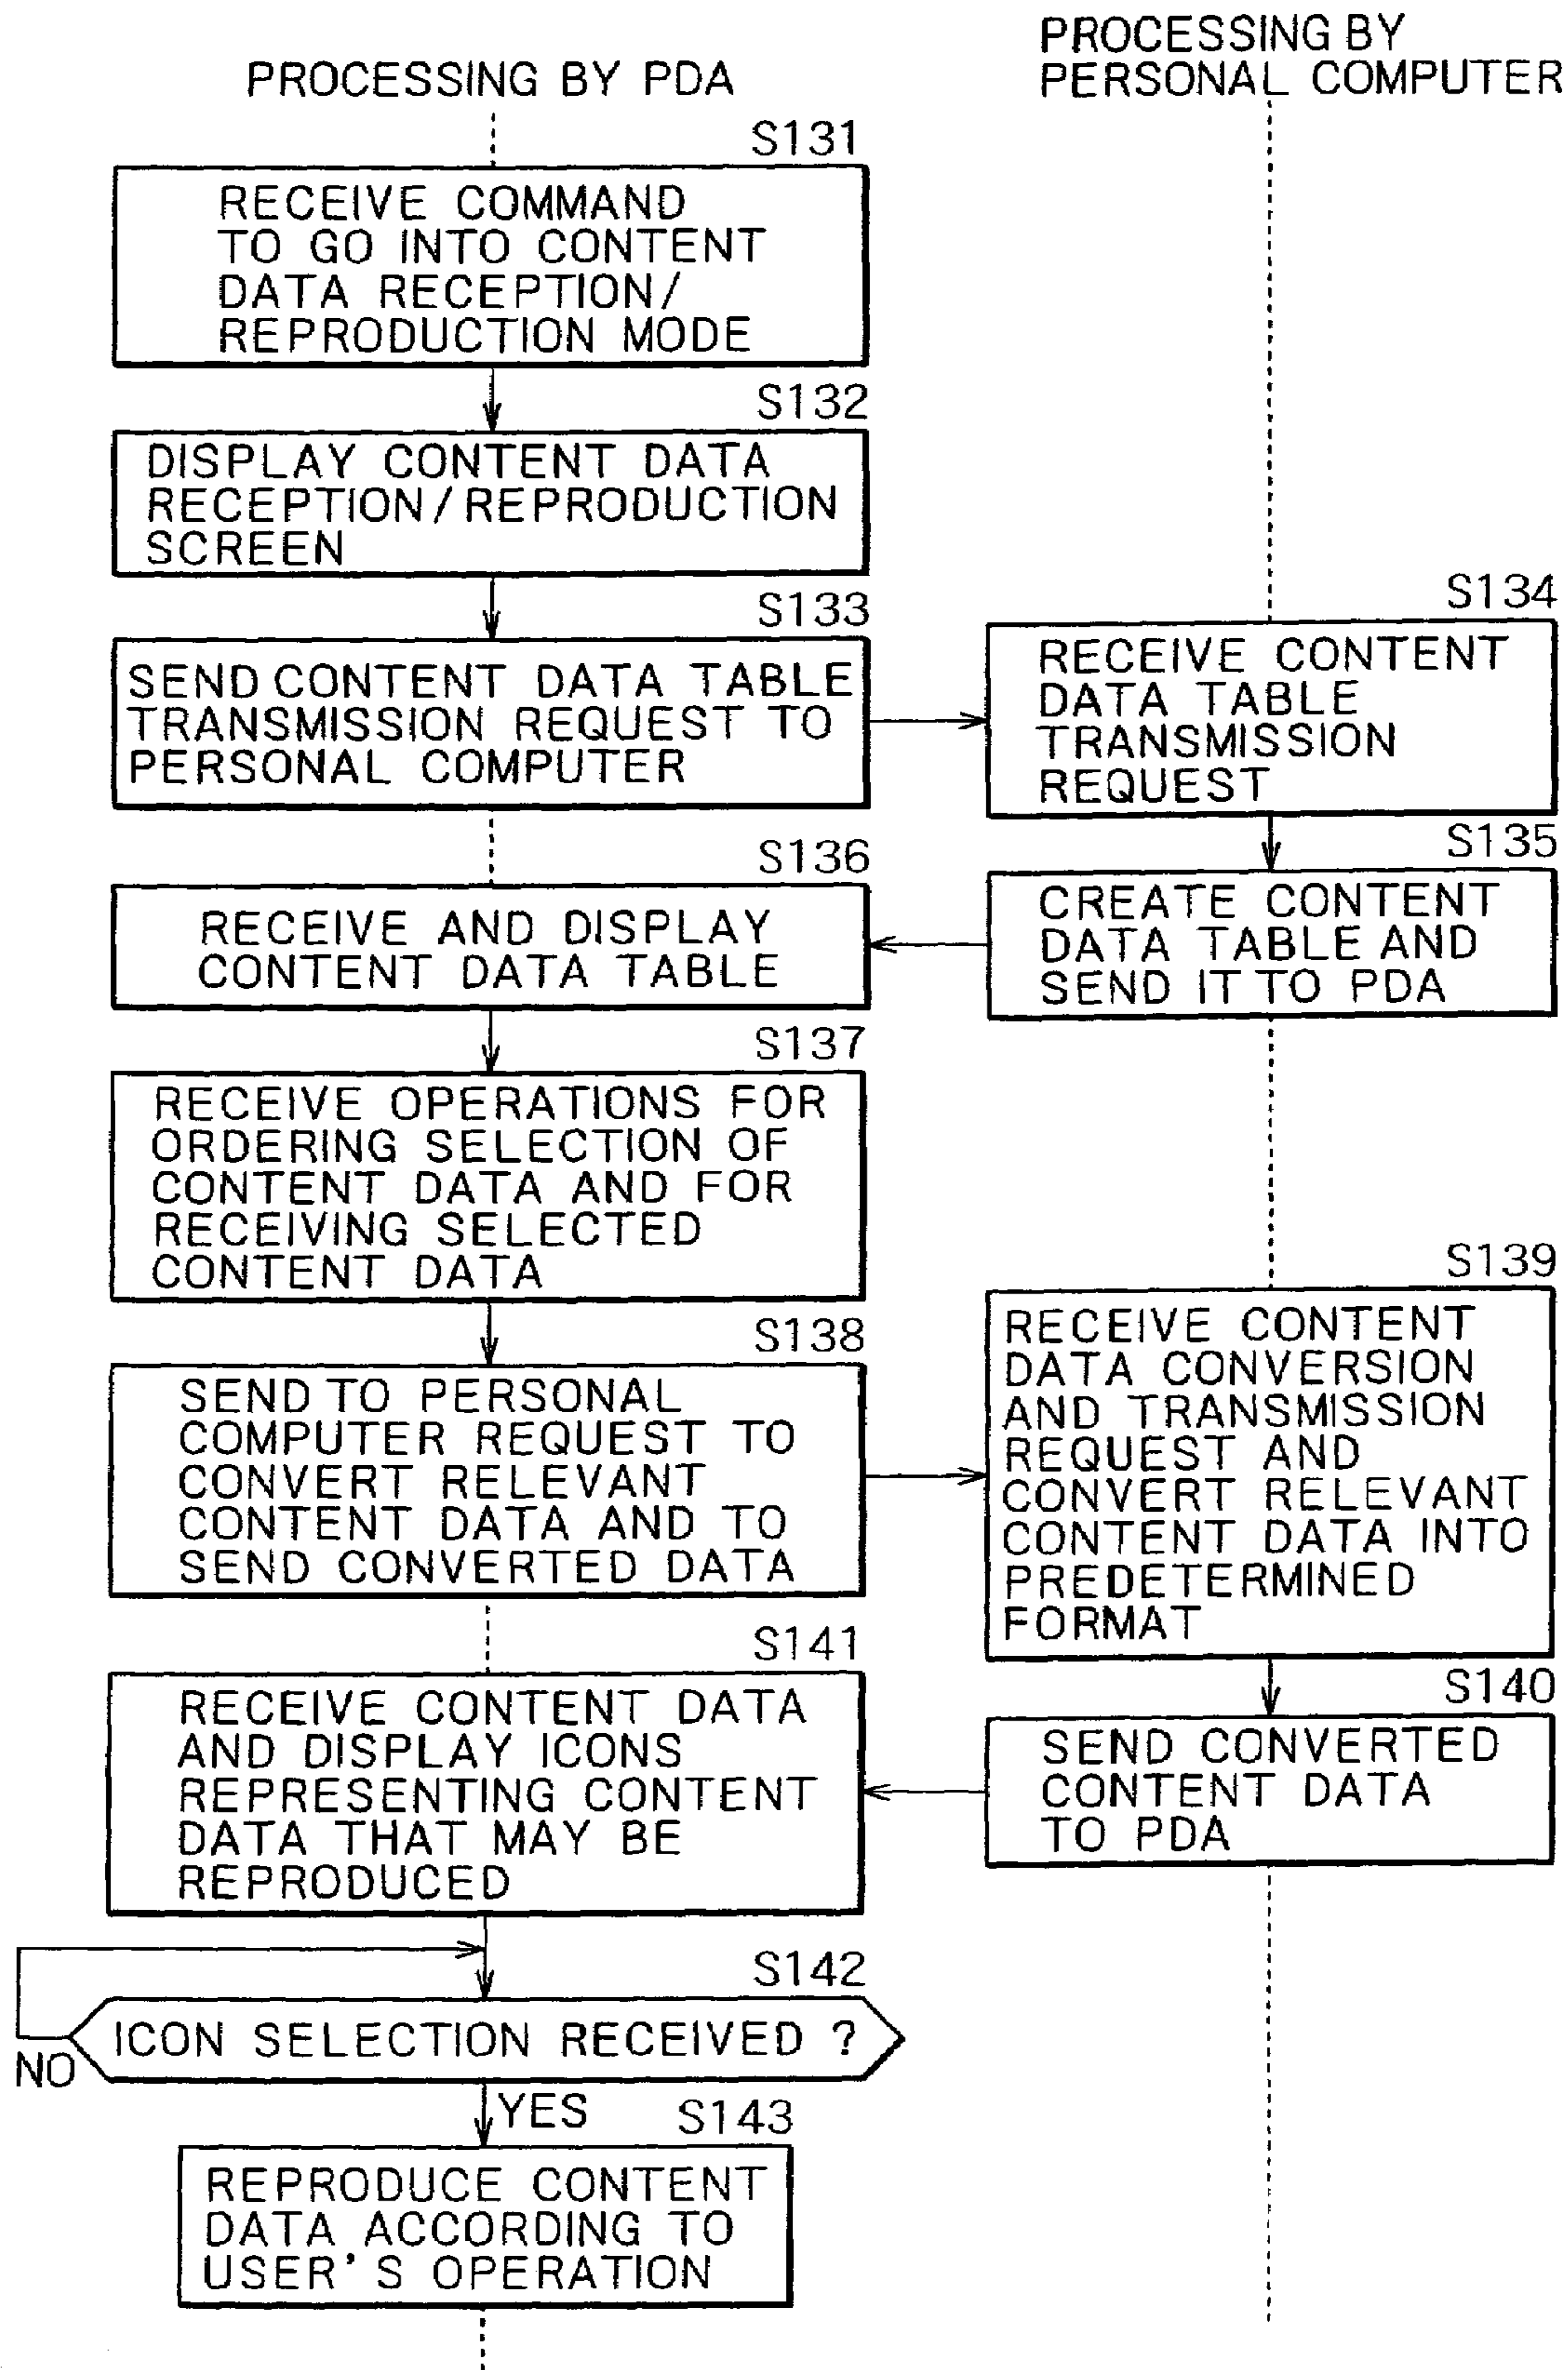 PROCESSING BY PDA
PROCESSING BY
PERSONAL COMPUTER
S131
RECEIVE COMMAND
TO GO INTO CONTENT
DATA RECEPTION/
REPRODUCTION MODE
S132
DISPLAY CONTENT DATA
RECEPTION/REPRODUCTION
SCREEN
S133
SEND CONTENT DATA TABLE
TRANSMISSION REQUEST TO
PERSONAL COMPUTER
S134
RECEIVE CONTENT
DATA TABLE
TRANSMISSION
REQUEST
S135
CREATE CONTENT
DATA TABLE AND
SEND IT TO PDA
S136
RECEIVE AND DISPLAY
CONTENT DATA TABLE
S137
RECEIVE OPERATIONS FOR
ORDERING SELECTION OF
CONTENT DATA AND FOR
RECEIVING SELECTED
CONTENT DATA
S138
SEND TO PERSONAL
COMPUTER REQUEST TO
CONVERT RELEVANT
CONTENT DATA AND TO
SEND CONVERTED DATA
S139
RECEIVE CONTENT
DATA CONVERSION
AND TRANSMISSION
REQUEST AND
CONVERT RELEVANT
CONTENT DATA INTO
PREDETERMINED
FORMAT
S140
SEND CONVERTED
CONTENT DATA
TO PDA
S141
RECEIVE CONTENT DATA
AND DISPLAY ICONS
REPRESENTING CONTENT
DATA THAT MAY BE
REPRODUCED
S142
ICON SELECTION RECEIVED ?
NO
YES
S143
REPRODUCE CONTENT
DATA ACCORDING TO
USER'S OPERATION